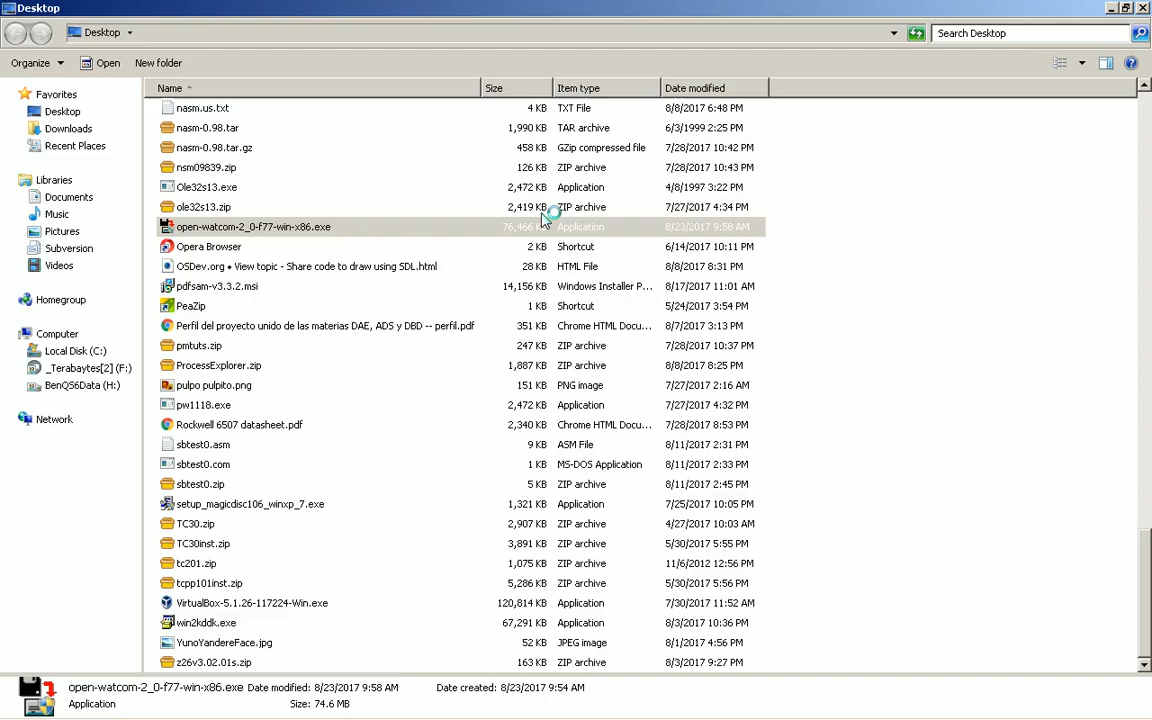 Desktop
Desktop
Search Desktop
Organize Open New folder
Name Size Item type Date modified
Favorites
Desktop
Downloads
Recent Places
Libraries
Documents
Music
Pictures
Subversion
Videos
Homegroup
Computer
Local Disk (C:)
_Terabytes[2] (F:)
BenQS6Data (H:)
Network
nasm.us.txt 4 KB TXT File 8/8/2017 6:48 PM
nasm-0.98.tar 1,990 KB TAR archive 6/3/1999 2:25 PM
nasm-0.98.tar.gz 458 KB GZip compressed file 7/28/2017 10:42 PM
nsm09839.zip 126 KB ZIP archive 7/28/2017 10:43 PM
Ole32s13.exe 2,472 KB Application 4/8/1997 3:22 PM
ole32s13.zip 2,419 KB ZIP archive 7/27/2017 4:34 PM
open-watcom-2_0-f77-win-x86.exe 76,466 Application 8/23/2017 9:58 AM
Opera Browser 2 KB Shortcut 6/14/2017 10:11 PM
OSDev.org • View topic - Share code to draw using SDL.html 28 KB HTML File 8/8/2017 8:31 PM
pdfsam-v3.3.2.msi 14,156 KB Windows Installer P... 8/17/2017 11:01 AM
PeaZip 1 KB Shortcut 5/24/2017 3:54 PM
Perfil del proyecto unido de las materias DAE, ADS y DBD -- perfil.pdf 351 KB Chrome HTML Docu... 8/7/2017 3:13 PM
pmtuts.zip 247 KB ZIP archive 7/28/2017 10:37 PM
ProcessExplorer.zip 1,887 KB ZIP archive 8/8/2017 8:25 PM
pulpo pulpito.png 151 KB PNG image 7/27/2017 2:16 AM
pw1118.exe 2,472 KB Application 7/27/2017 4:32 PM
Rockwell 6507 datasheet.pdf 2,340 KB Chrome HTML Docu... 7/28/2017 8:53 PM
sbtest0.asm 9 KB ASM File 8/11/2017 2:31 PM
sbtest0.com 1 KB MS-DOS Application 8/11/2017 2:33 PM
sbtest0.zip 5 KB ZIP archive 8/11/2017 2:45 PM
setup_magicdisc106_winxp_7.exe 1,321 KB Application 7/25/2017 10:05 PM
TC30.zip 2,907 KB ZIP archive 4/27/2017 10:03 AM
TC30inst.zip 3,891 KB ZIP archive 5/30/2017 5:55 PM
tc201.zip 1,075 KB ZIP archive 11/6/2012 12:56 PM
tcpp101inst.zip 5,286 KB ZIP archive 5/30/2017 5:56 PM
VirtualBox-5.1.26-117224-Win.exe 120,814 KB Application 7/30/2017 11:52 AM
win2kddk.exe 67,291 KB Application 8/3/2017 10:36 PM
YunoYandereFace.jpg 52 KB JPEG image 8/1/2017 4:56 PM
z26v3.02.01s.zip 163 KB ZIP archive 8/3/2017 9:27 PM
open-watcom-2_0-f77-win-x86.exe Date modified: 8/23/2017 9:58 AM Date created: 8/23/2017 9:54 AM
Application Size: 74.6 MB